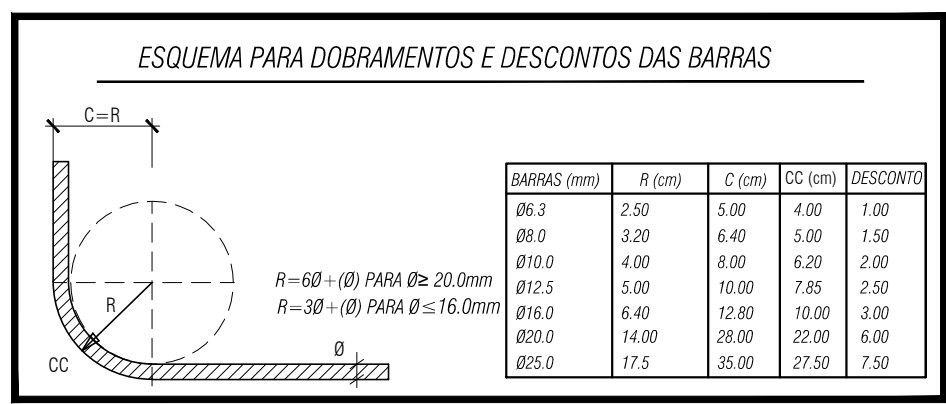 ESQUEMA PARA DOBRAMENTOS E DESCONTOS DAS BARRAS
C=R
R
CC
Ø
R=6Ø+(Ø) PARA Ø≥ 20.0mm
R=3Ø+(Ø) PARA Ø≤16.0mm
BARRAS (mm) R (cm) C (cm) CC (cm) DESCONTO
Ø6.3 2.50 5.00 4.00 1.00
Ø8.0 3.20 6.40 5.00 1.50
Ø10.0 4.00 8.00 6.20 2.00
Ø12.5 5.00 10.00 7.85 2.50
Ø16.0 6.40 12.80 10.00 3.00
Ø20.0 14.00 28.00 22.00 6.00
Ø25.0 17.5 35.00 27.50 7.50